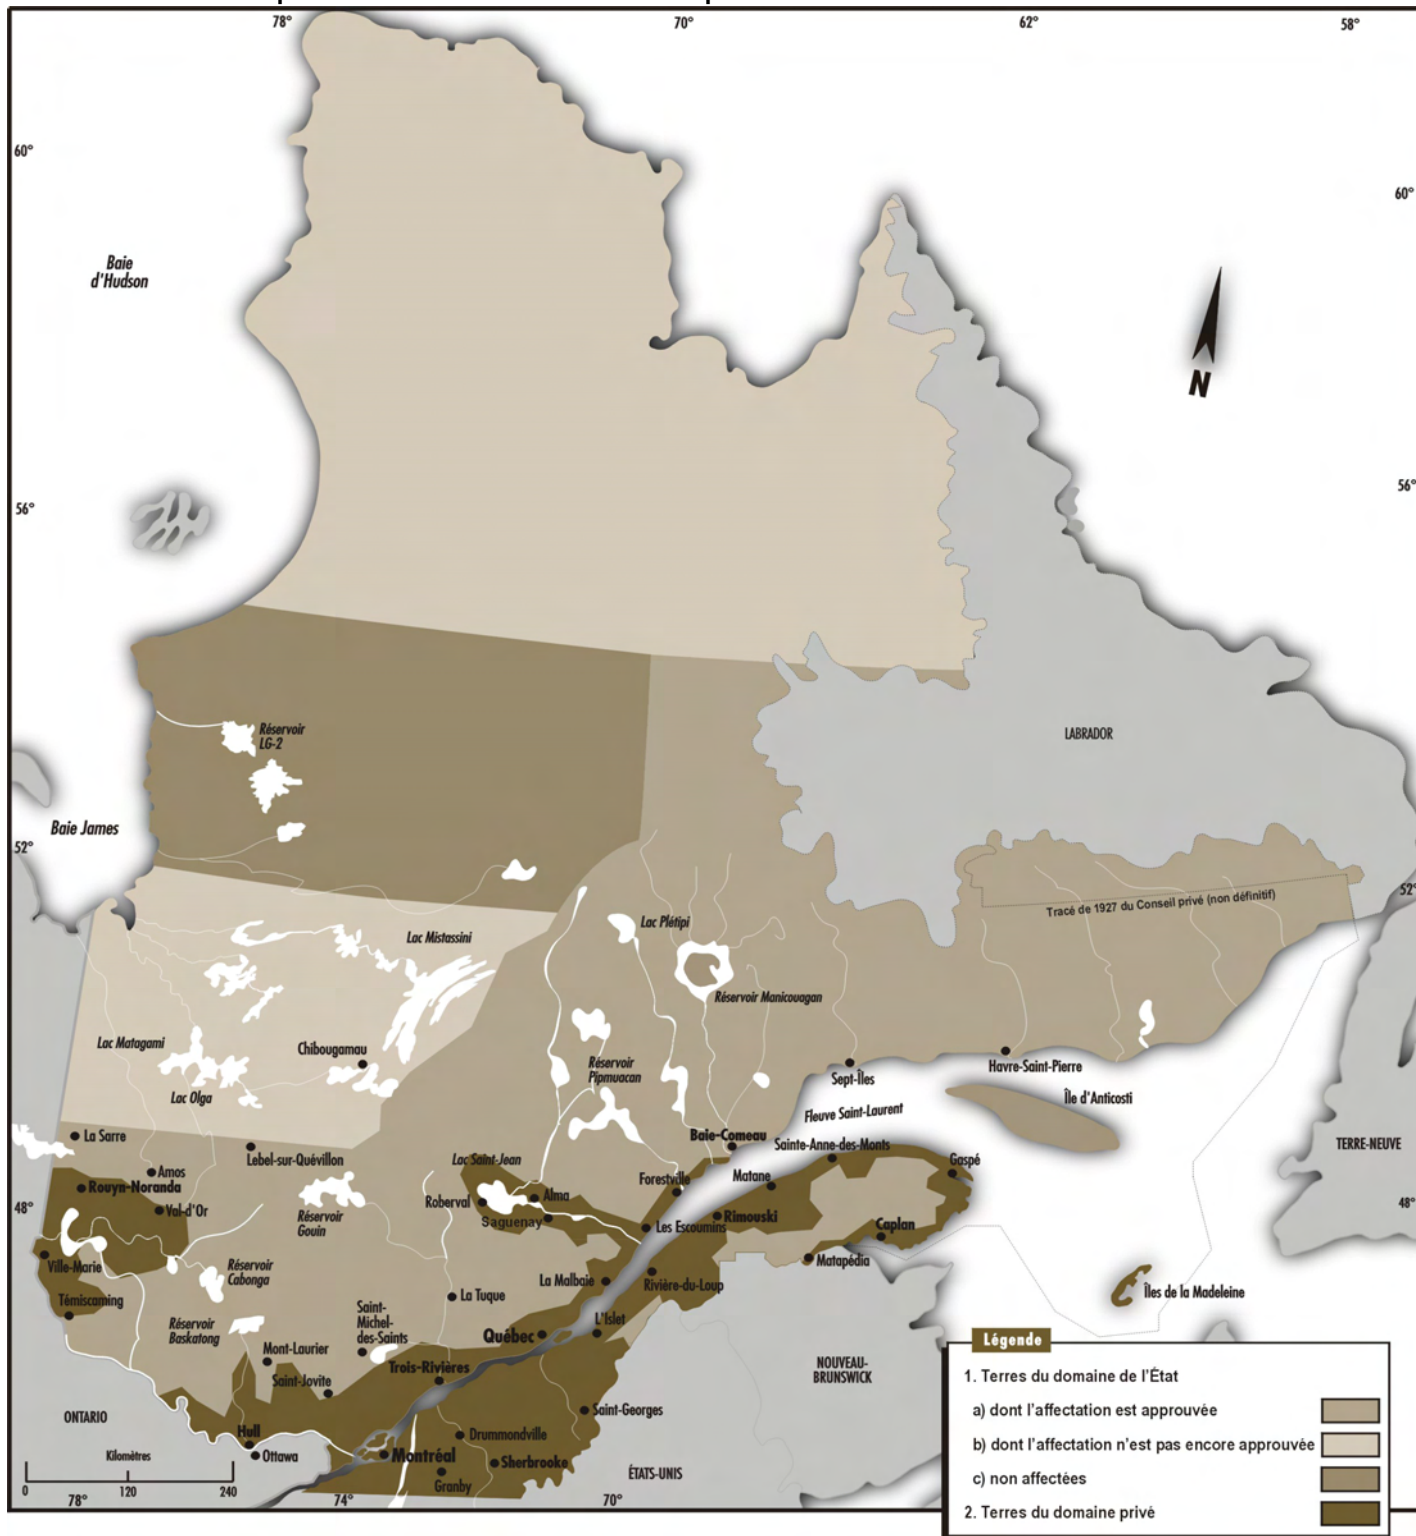 78°
70°
62°
58°
60°
60°
Baie
d'Hudson
N
56°
56°
Réservoir
LG-2
LABRADOR
Baie James
52°
52°
Tracé de 1927 du Conseil privé (non définitif)
Lac Plétipi
Lac Mistassini
Réservoir Manicouagan
Lac Matagami
Chibougamau
Réservoir
Pipmuacan
Sept-Îles
Havre-Saint-Pierre
Lac Olga
Île d'Anticosti
Fleuve Saint-Laurent
La Sarre
Baie-Comeau
Sainte-Anne-des-Monts
TERRE-NEUVE
Lebel-sur-Quévillon
Lac Saint-Jean
Amos
Matane
Gaspé
Rouyn-Noranda
Forestville
Roberval
Alma
48°
48°
Val-d'Or
Réservoir
Gouin
Saguenay
Les Escoumins
Rimouski
Caplan
Ville-Marie
Réservoir
Cabonga
La Malbaie
Rivière-du-Loup
Matapédia
Îles de la Madeleine
Témiscaming
La Tuque
Saint-
Michel-
des-Saints
Réservoir
Baskatong
L'Islet
Québec
Mont-Laurier
Trois-Rivières
Saint-Jovite
NOUVEAU-
BRUNSWICK
ONTARIO
Saint-Georges
Hull
Drummondville
Ottawa
Montréal
Sherbrooke
Granby
ÉTATS-UNIS
Kilomètres
0
120
240
78°
74°
70°
Légende
1. Terres du domaine de l'État
a) dont l'affectation est approuvée
b) dont l'affectation n'est pas encore approuvée
c) non affectées
2. Terres du domaine privé